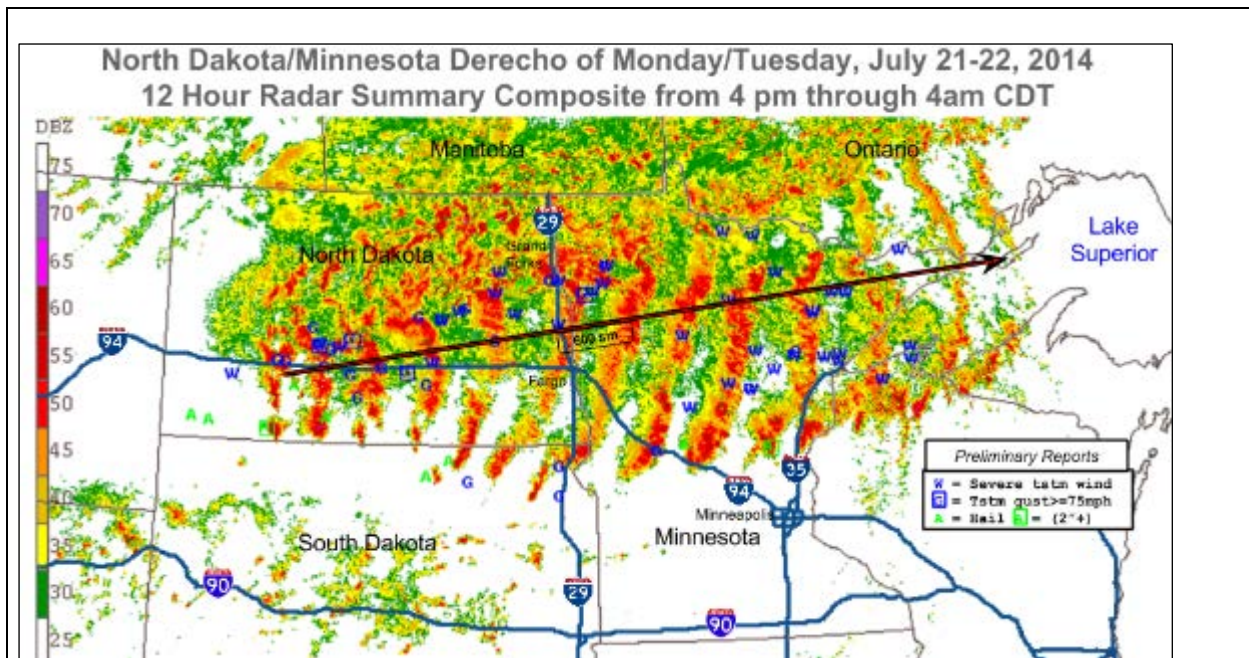 North Dakota/Minnesota Derecho of Monday/Tuesday, July 21-22, 2014
12 Hour Radar Summary Composite from 4 pm through 4am CDT
DBZ
75
70
65
60
55
50
45
40
35
30
25
Manitoba
Ontario
29
Lake
Superior
North Dakota
Grand
Forks
94
609 sm
Fargo
35
94
Minneapolis
Minnesota
South Dakota
90
29
90
Preliminary Reports
W = Severe tstm wind
G = Tstm gust>=75mph
A = Hail A = (2"+)